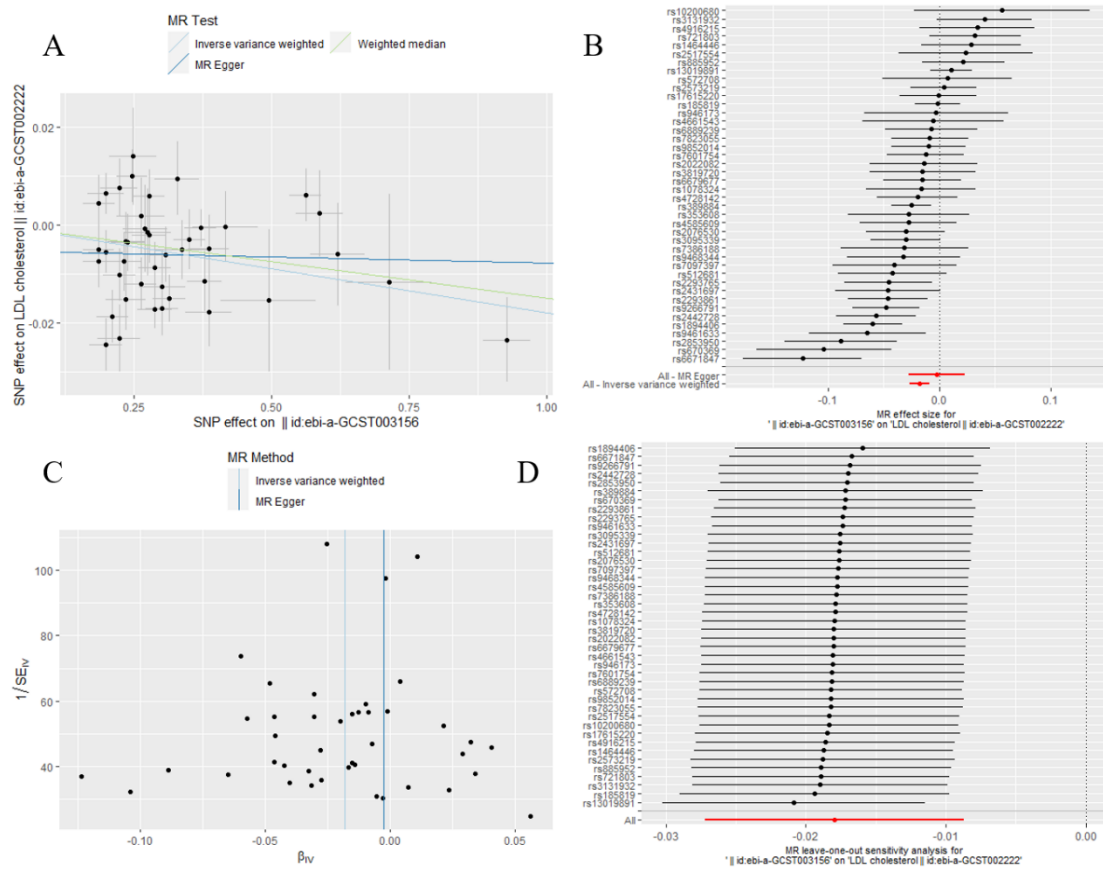 A
MR Test
Inverse variance weighted
Weighted median
MR Egger
SNP effect on LDL cholesterol || id:ebi-a-GCST002222
0.02
0.00
-0.02
0.25
0.50
0.75
1.00
SNP effect on || id:ebi-a-GCST003156
B
rs10200680
rs3131932
rs4916215
rs721803
rs1464446
rs2517554
rs885952
rs13019891
rs572708
rs2573219
rs17615220
rs185819
rs946173
rs4661543
rs6889239
rs7823055
rs9852014
rs7601754
rs2022082
rs3819720
rs6679677
rs1078324
rs4728142
rs389884
rs353608
rs4585609
rs2076530
rs3095339
rs7386188
rs9468344
rs7097397
rs512681
rs2293765
rs2431697
rs2293861
rs9266791
rs2442728
rs1894406
rs9461633
rs2853950
rs670369
rs6671847
All - MR Egger
All - Inverse variance weighted
-0.1
0.0
0.1
MR effect size for
' || id:ebi-a-GCST003156' on 'LDL cholesterol || id:ebi-a-GCST002222'
C
MR Method
Inverse variance weighted
MR Egger
1/SE_IV
100
80
60
40
-0.10
-0.05
0.00
0.05
β_IV
D
rs1894406
rs6671847
rs9266791
rs2442728
rs2853950
rs389884
rs670369
rs2293861
rs2293765
rs9461633
rs3095339
rs2431697
rs512681
rs2076530
rs7097397
rs9468344
rs4585609
rs7386188
rs353608
rs4728142
rs1078324
rs3819720
rs2022082
rs6679677
rs4661543
rs946173
rs7601754
rs6889239
rs572708
rs9852014
rs7823055
rs2517554
rs10200680
rs17615220
rs4916215
rs1464446
rs2573219
rs885952
rs721803
rs3131932
rs185819
rs13019891
All
-0.03
-0.02
-0.01
0.00
MR leave-one-out sensitivity analysis for
' || id:ebi-a-GCST003156' on 'LDL cholesterol || id:ebi-a-GCST002222'